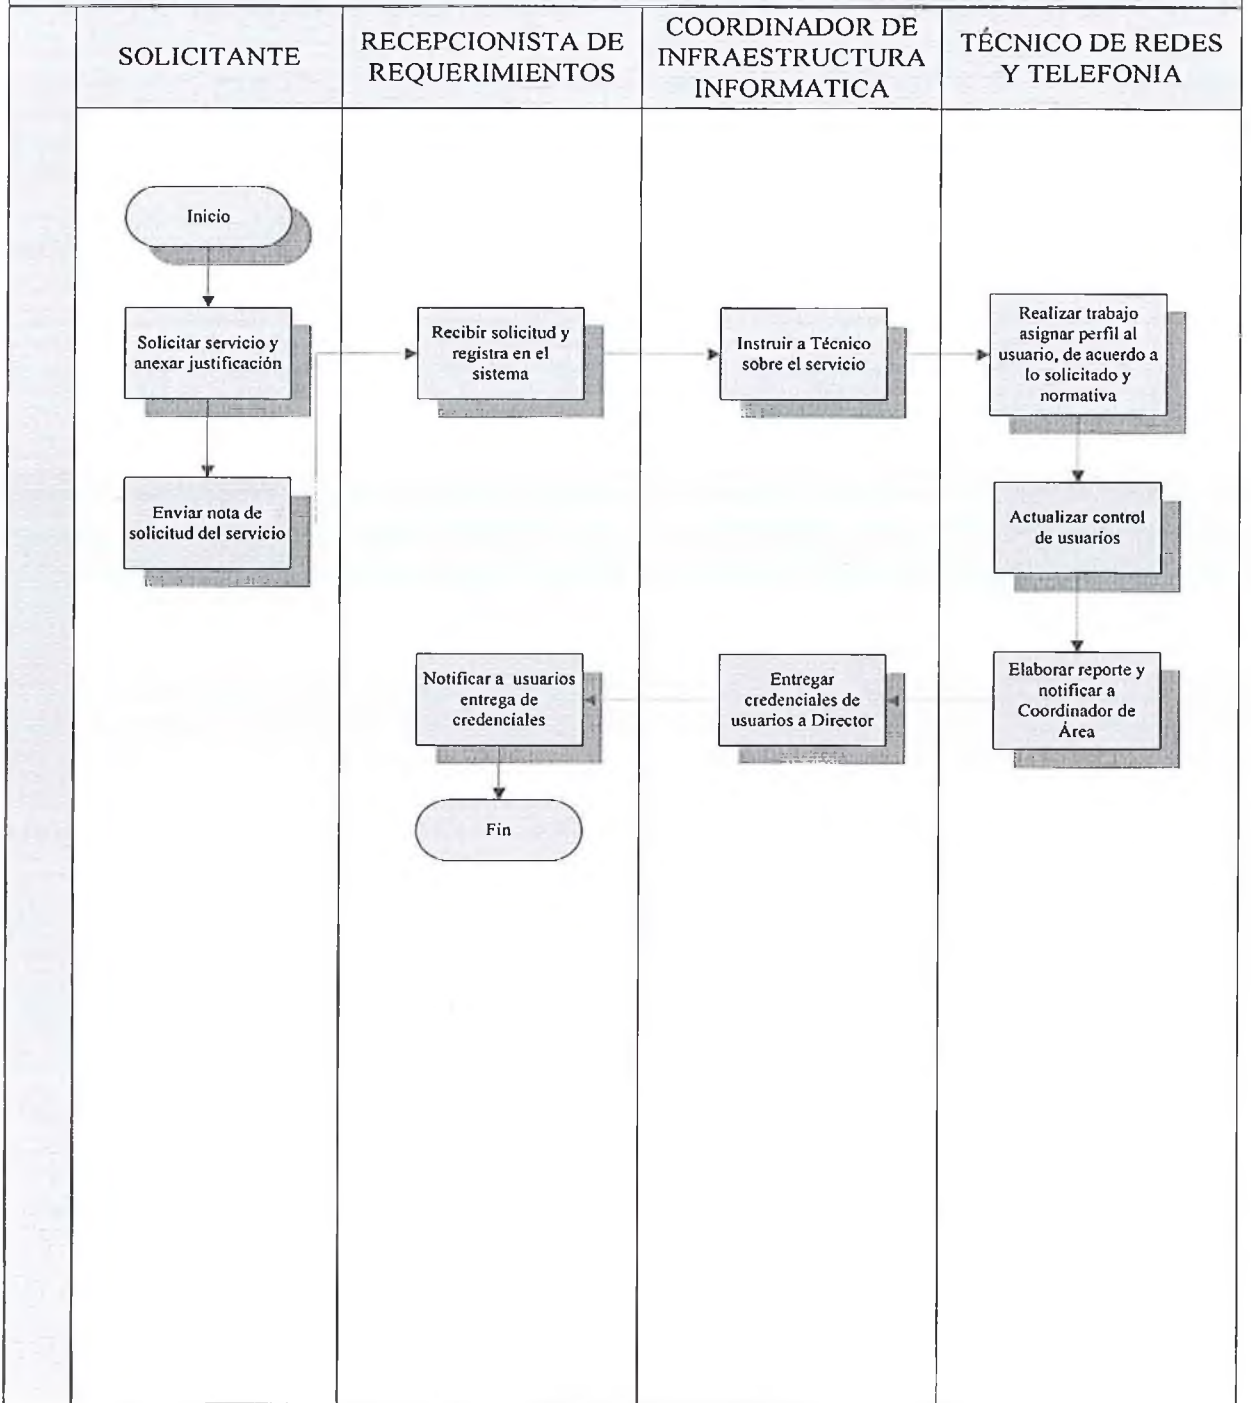 SOLICITANTE
RECEPCIONISTA DE
REQUERIMIENTOS
COORDINADOR DE
INFRAESTRUCTURA
INFORMATICA
TÉCNICO DE REDES
Y TELEFONIA
Inicio
Solicitar servicio y
anexar justificación
Enviar nota de
solicitud del servicio
Recibir solicitud y
registra en el
sistema
Instruir a Técnico
sobre el servicio
Realizar trabajo
asignar perfil al
usuario, de acuerdo a
lo solicitado y
normativa
Actualizar control
de usuarios
Elaborar reporte y
notificar a
Coordinador de
Área
Entregar
credenciales de
usuarios a Director
Notificar a usuarios
entrega de
credenciales
Fin